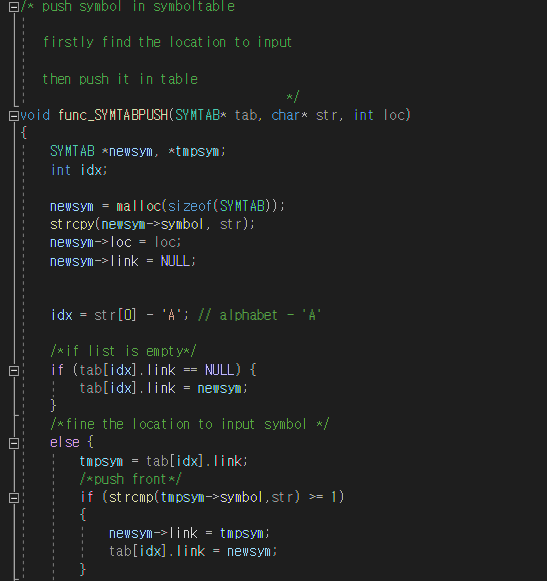 /* push symbol in symboltable
firstly find the location to input
then push it in table
*/
void func_SYMTABPUSH(SYMTAB* tab, char* str, int loc)
{
SYMTAB *newsym, *tmpsym;
int idx;
newsym = malloc(sizeof(SYMTAB));
strcpy(newsym->symbol, str);
newsym->loc = loc;
newsym->link = NULL;
idx = str[0] - 'A'; // alphabet - 'A'
/*if list is empty*/
if (tab[idx].link == NULL) {
tab[idx].link = newsym;
}
/*fine the location to input symbol */
else {
tmpsym = tab[idx].link;
/*push front*/
if (strcmp(tmpsym->symbol,str) >= 1)
{
newsym->link = tmpsym;
tab[idx].link = newsym;
}